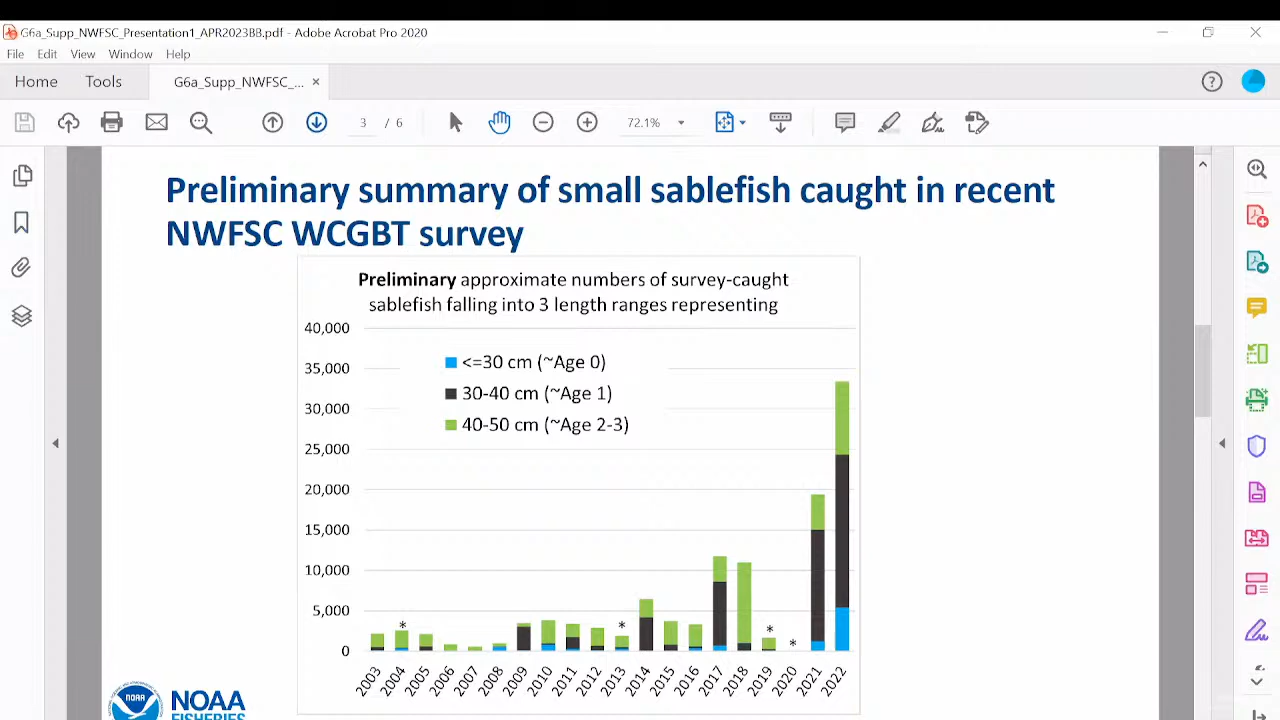 G6a_Supp_NWFSC_Presentation1_APR2023BB.pdf - Adobe Acrobat Pro 2020
File Edit View Window Help
Home Tools G6a_Supp_NWFSC_... ×
3 / 6 72.1%
Preliminary summary of small sablefish caught in recent
NWFSC WCGBT survey
Preliminary approximate numbers of survey-caught
sablefish falling into 3 length ranges representing
40,000
35,000
30,000
25,000
20,000
15,000
10,000
5,000
0
<=30 cm (~Age 0)
30-40 cm (~Age 1)
40-50 cm (~Age 2-3)
* * * *
2003 2004 2005 2006 2007 2008 2009 2010 2011 2012 2013 2014 2015 2016 2017 2018 2019 2020 2021 2022
NOAA
NOAA
FISHERIES